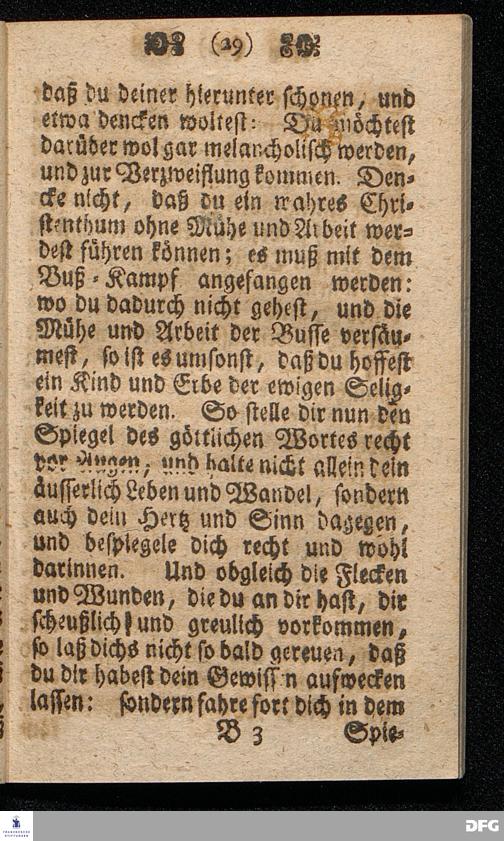 (29)
daß du deiner hierunter schonen, und
etwa dencken woltest: Du möchtest
darüber wol gar melancholisch werden,
und zur Verzweiflung kommen. Den-
cke nicht, daß du ein wahres Chri-
stenthum ohne Mühe und Arbeit wer-
dest führen können; es muß mit dem
Buß-Kampf angefangen werden:
wo du dadurch nicht gehest, und die
Mühe und Arbeit der Busse versäu-
mest, so ist es umsonst, daß du hoffest
ein Kind und Erbe der ewigen Selig-
keit zu werden. So stelle dir nun den
Spiegel des göttlichen Wortes recht
vor Augen, und halte nicht allein dein
äusserlich Leben und Wandel, sondern
auch dein Hertz und Sinn dagegen,
und bespiegele dich recht und wohl
darinnen. Und obgleich die Flecken
und Wunden, die du an dir hast, dir
scheußlich und greulich vorkommen,
so laß dichs nicht so bald gereuen, daß
du dir habest dein Gewissen aufwecken
lassen: sondern fahre fort dich in dem
B 3 Spie-
FRANCKESCHE
STIFTUNGEN
DFG